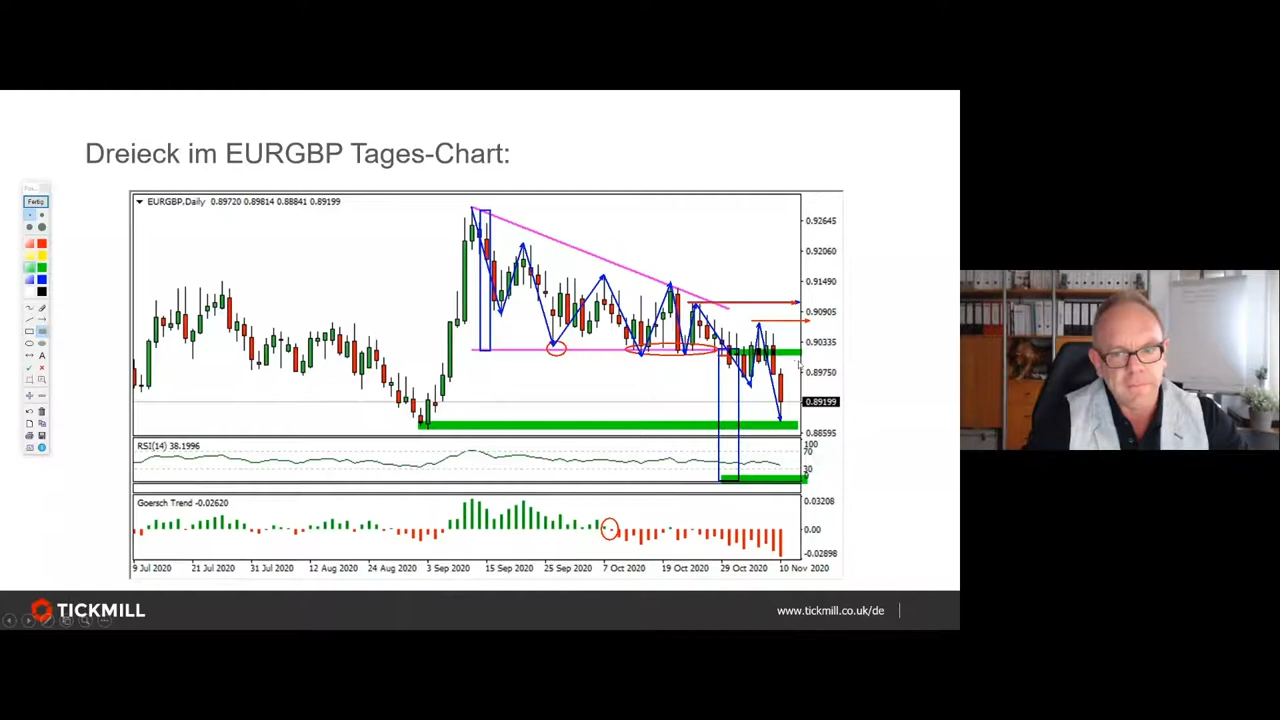 Dreieck im EURGBP Tages-Chart:
Fertig
A
EURGBP,Daily 0.89720 0.89814 0.88841 0.89199
0.92645
0.92060
0.91490
0.90905
0.90335
0.89750
0.89199
0.88595
RSI(14) 38.1996
100
70
30
0
Goersch Trend -0.02620
0.03208
0.00
-0.02898
9 Jul 2020
21 Jul 2020
31 Jul 2020
12 Aug 2020
24 Aug 2020
3 Sep 2020
15 Sep 2020
25 Sep 2020
7 Oct 2020
19 Oct 2020
29 Oct 2020
10 Nov 2020
TICKMILL
www.tickmill.co.uk/de